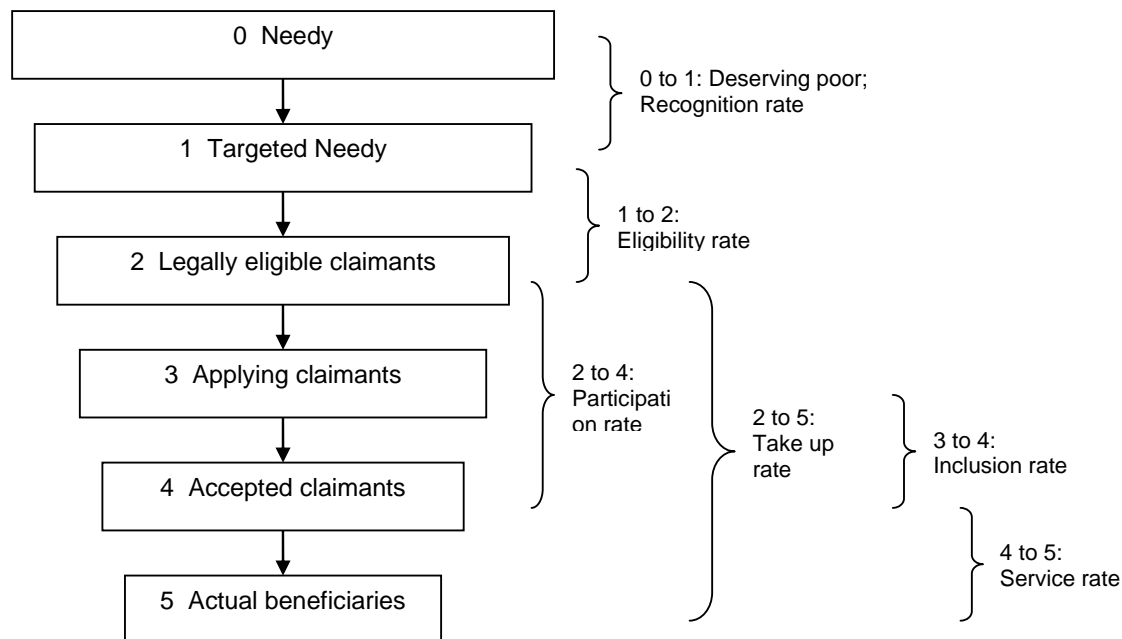 0 Needy
0 to 1: Deserving poor;
Recognition rate
1 Targeted Needy
1 to 2:
Eligibility rate
2 Legally eligible claimants
3 Applying claimants
2 to 4:
Participati
on rate
2 to 5:
Take up
rate
3 to 4:
Inclusion rate
4 Accepted claimants
4 to 5:
Service rate
5 Actual beneficiaries